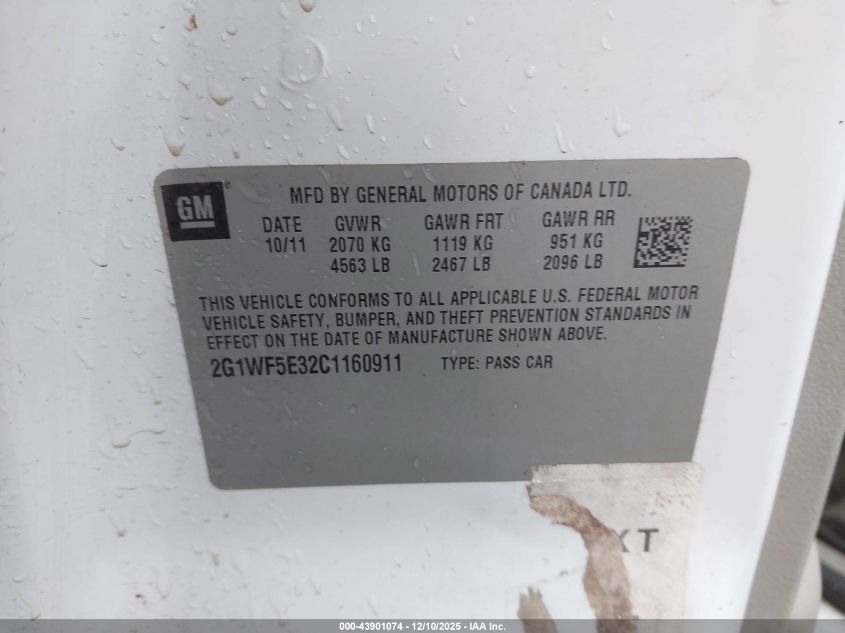 GM®
MFD BY GENERAL MOTORS OF CANADA LTD.
DATE GVWR GAWR FRT GAWR RR
10/11 2070 KG 1119 KG 951 KG
4563 LB 2467 LB 2096 LB
THIS VEHICLE CONFORMS TO ALL APPLICABLE U.S. FEDERAL MOTOR
VEHICLE SAFETY, BUMPER, AND THEFT PREVENTION STANDARDS IN
EFFECT ON THE DATE OF MANUFACTURE SHOWN ABOVE.
2G1WF5E32C1160911 TYPE: PASS CAR
XT
000-43901074 - 12/10/2025 - IAA Inc.